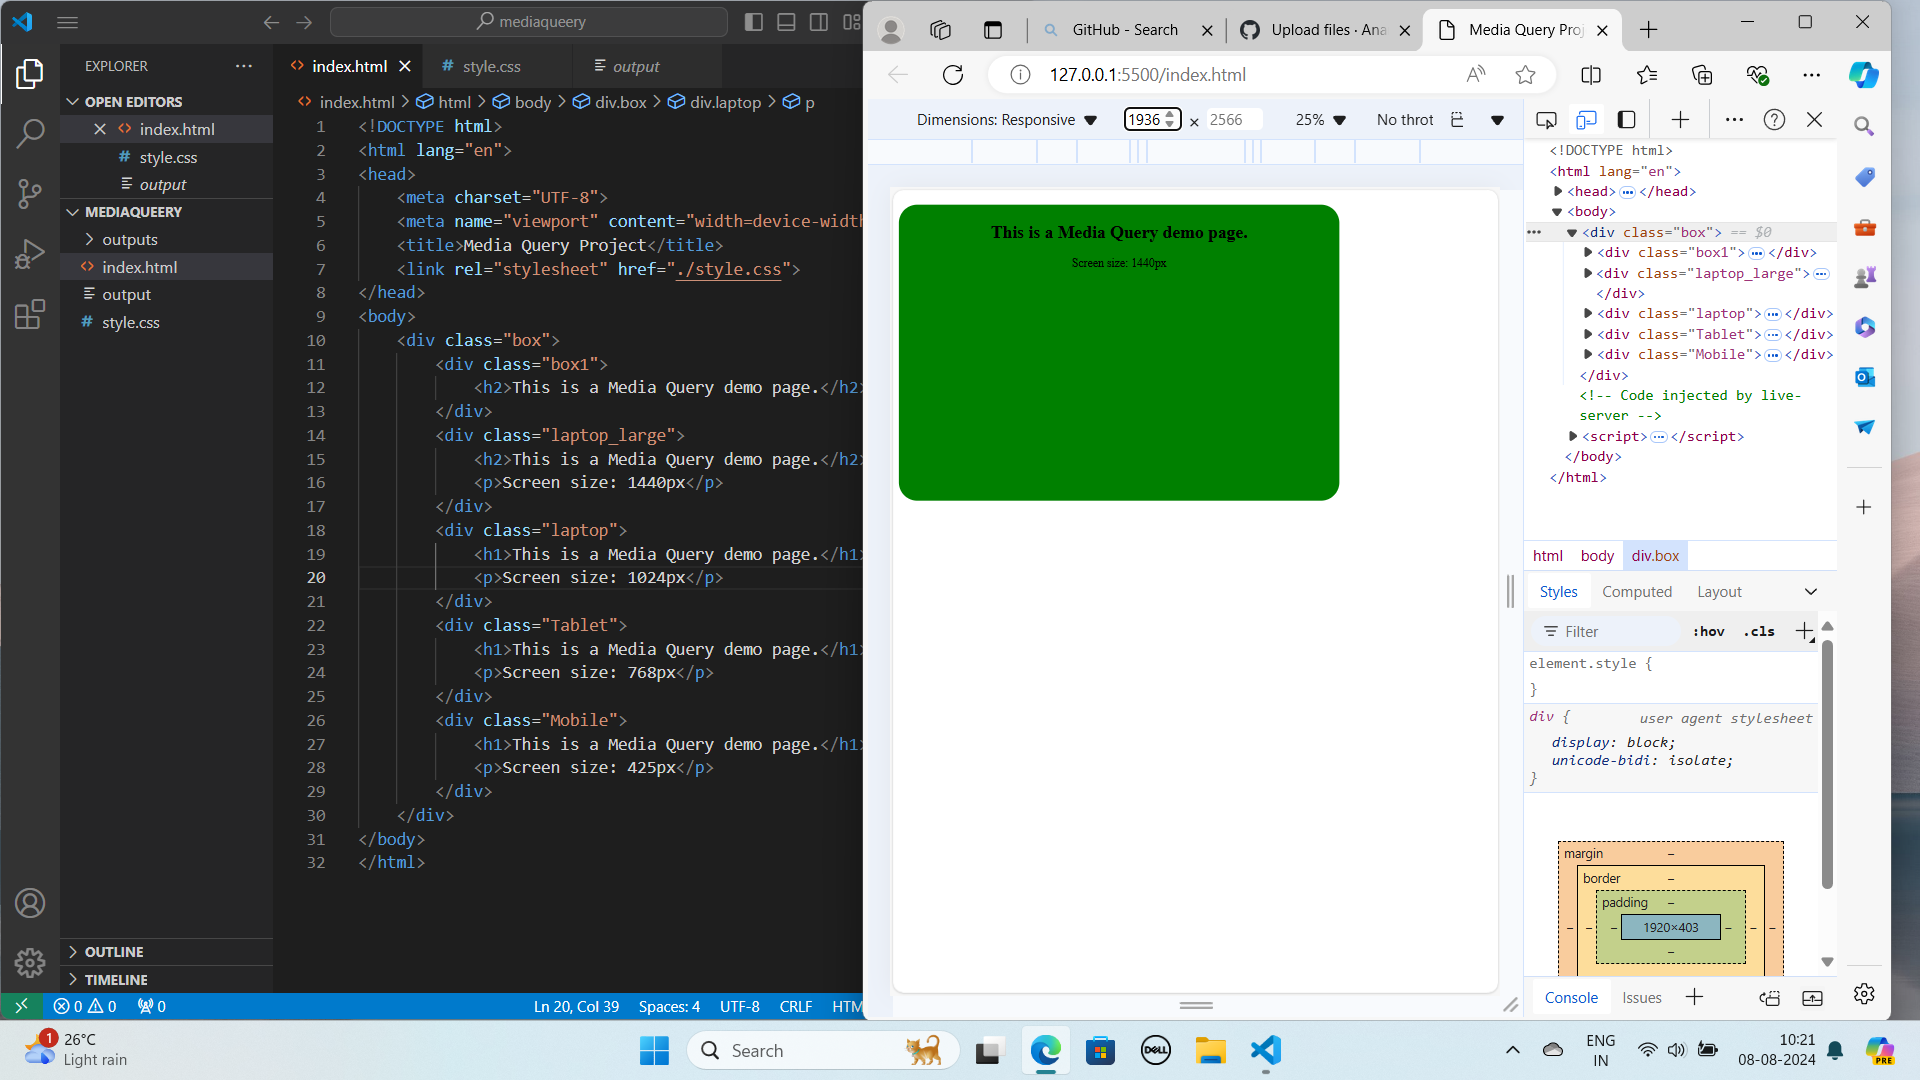 mediaqueery
EXPLORER
OPEN EDITORS
index.html
style.css
output
MEDIAQUEERY
outputs
index.html
output
style.css
OUTLINE
TIMELINE
index.html
style.css
output
index.html > html > body > div.box > div.laptop > p
1 <!DOCTYPE html>
2 <html lang="en">
3 <head>
4 <meta charset="UTF-8">
5 <meta name="viewport" content="width=device-width
6 <title>Media Query Project</title>
7 <link rel="stylesheet" href="./style.css">
8 </head>
9 <body>
10 <div class="box">
11 <div class="box1">
12 <h2>This is a Media Query demo page.</h2>
13 </div>
14 <div class="laptop_large">
15 <h2>This is a Media Query demo page.</h2>
16 <p>Screen size: 1440px</p>
17 </div>
18 <div class="laptop">
19 <h1>This is a Media Query demo page.</h1>
20 <p>Screen size: 1024px</p>
21 </div>
22 <div class="Tablet">
23 <h1>This is a Media Query demo page.</h1>
24 <p>Screen size: 768px</p>
25 </div>
26 <div class="Mobile">
27 <h1>This is a Media Query demo page.</h1>
28 <p>Screen size: 425px</p>
29 </div>
30 </div>
31 </body>
32 </html>
0 0 0
Ln 20, Col 39 Spaces: 4 UTF-8 CRLF HTM
GitHub - Search
Upload files · Ana
Media Query Proj
127.0.0.1:5500/index.html
Dimensions: Responsive 1936 × 2566 25% No throt
This is a Media Query demo page.
Screen size: 1440px
<!DOCTYPE html>
<html lang="en">
<head> ... </head>
<body>
<div class="box"> == $0
<div class="box1"> ... </div>
<div class="laptop_large"> ...
</div>
<div class="laptop"> ... </div>
<div class="Tablet"> ... </div>
<div class="Mobile"> ... </div>
</div>
<!-- Code injected by live-
server -->
<script> ... </script>
</body>
</html>
html body div.box
Styles Computed Layout
Filter :hov .cls
element.style {
}
div { user agent stylesheet
display: block;
unicode-bidi: isolate;
}
margin –
border –
padding –
– – – 1920×403 – – –
–
Console Issues
1
26°C
Light rain
Search
DELL
ENG
IN
10:21
08-08-2024
PRE